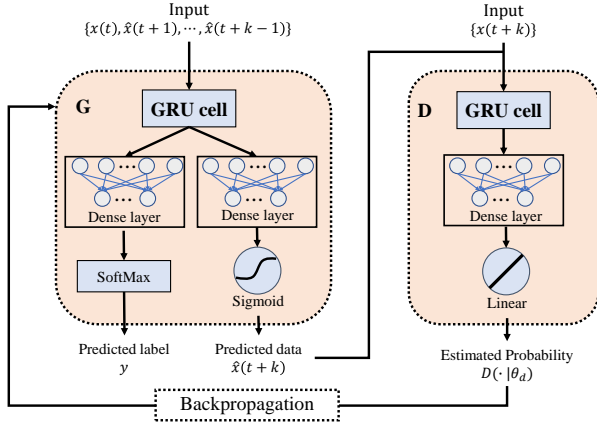 Input
{x(t), x̂(t+1), ⋯, x̂(t+k−1)}
G
GRU cell
Dense layer
Dense layer
SoftMax
Sigmoid
Predicted label
y
Predicted data
x̂(t+k)
Input
{x(t+k)}
D
GRU cell
Dense layer
Linear
Estimated Probability
D(· |θ_d)
Backpropagation